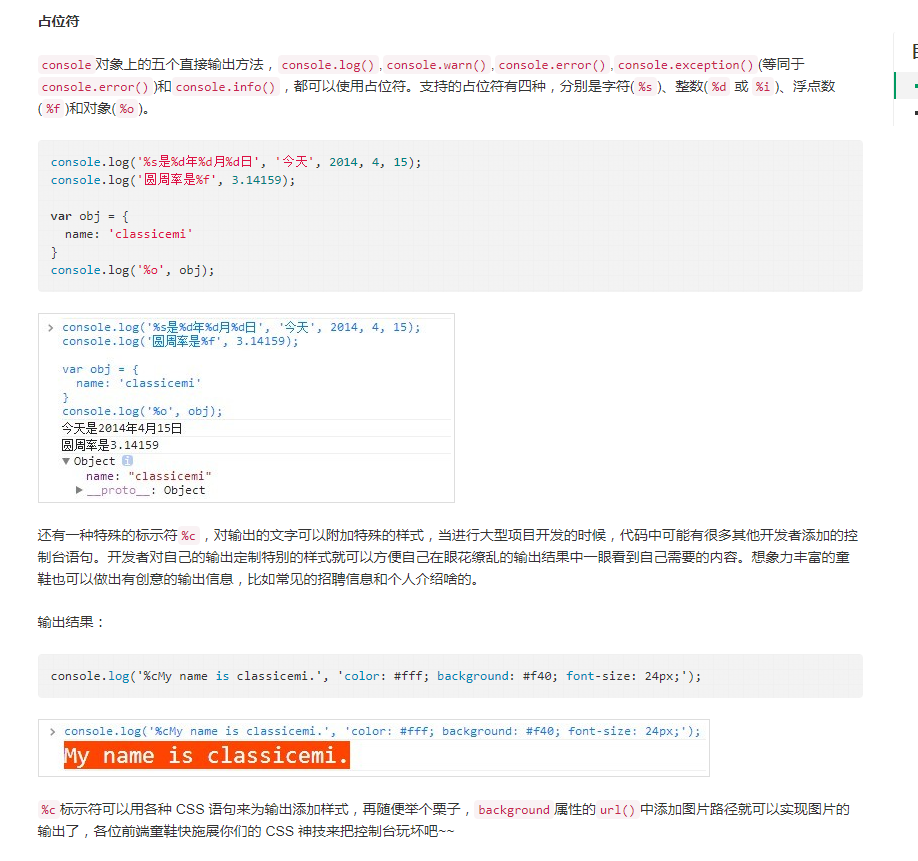 占位符
console 对象上的五个直接输出方法，console.log(),console.warn(),console.error(),console.exception()(等同于
console.error())和console.info()，都可以使用占位符。支持的占位符有四种，分别是字符(%s)、整数(%d 或 %i)、浮点数
(%f)和对象(%o)。
console.log('%s是%d年%d月%d日', '今天', 2014, 4, 15);
console.log('圆周率是%f', 3.14159);
var obj = {
name: 'classicemi'
}
console.log('%o', obj);
> console.log('%s是%d年%d月%d日', '今天', 2014, 4, 15);
console.log('圆周率是%f', 3.14159);
var obj = {
name: 'classicemi'
}
console.log('%o', obj);
今天是2014年4月15日
圆周率是3.14159
▼Object i
name: "classicemi"
▶__proto__: Object
还有一种特殊的标示符 %c，对输出的文字可以附加特殊的样式，当进行大型项目开发的时候，代码中可能有很多其他开发者添加的控
制台语句。开发者对自己的输出定制特别的样式就可以方便自己在眼花缭乱的输出结果中一眼看到自己需要的内容。想象力丰富的童
鞋也可以做出有创意的输出信息，比如常见的招聘信息和个人介绍啥的。
输出结果：
console.log('%cMy name is classicemi.', 'color: #fff; background: #f40; font-size: 24px;');
> console.log('%cMy name is classicemi.', 'color: #fff; background: #f40; font-size: 24px;');
My name is classicemi.
%c 标示符可以用各种 CSS 语句来为输出添加样式，再随便举个栗子，background 属性的 url() 中添加图片路径就可以实现图片的
输出了，各位前端童鞋快施展你们的 CSS 神技来把控制台玩坏吧~~